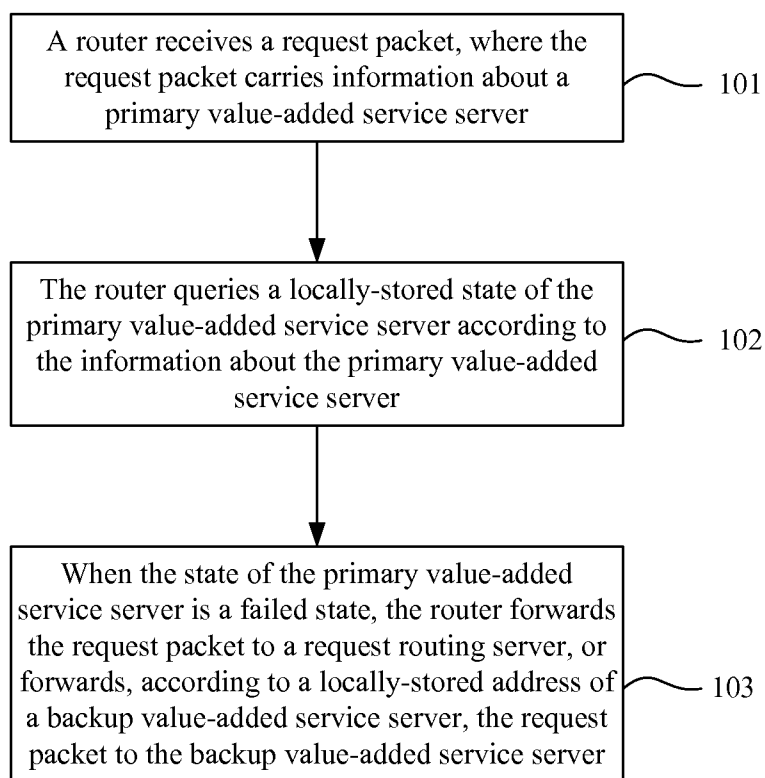 A router receives a request packet, where the
request packet carries information about a
primary value-added service server
101
The router queries a locally-stored state of the
primary value-added service server according to
the information about the primary value-added
service server
102
When the state of the primary value-added
service server is a failed state, the router forwards
the request packet to a request routing server, or
forwards, according to a locally-stored address of
a backup value-added service server, the request
packet to the backup value-added service server
103